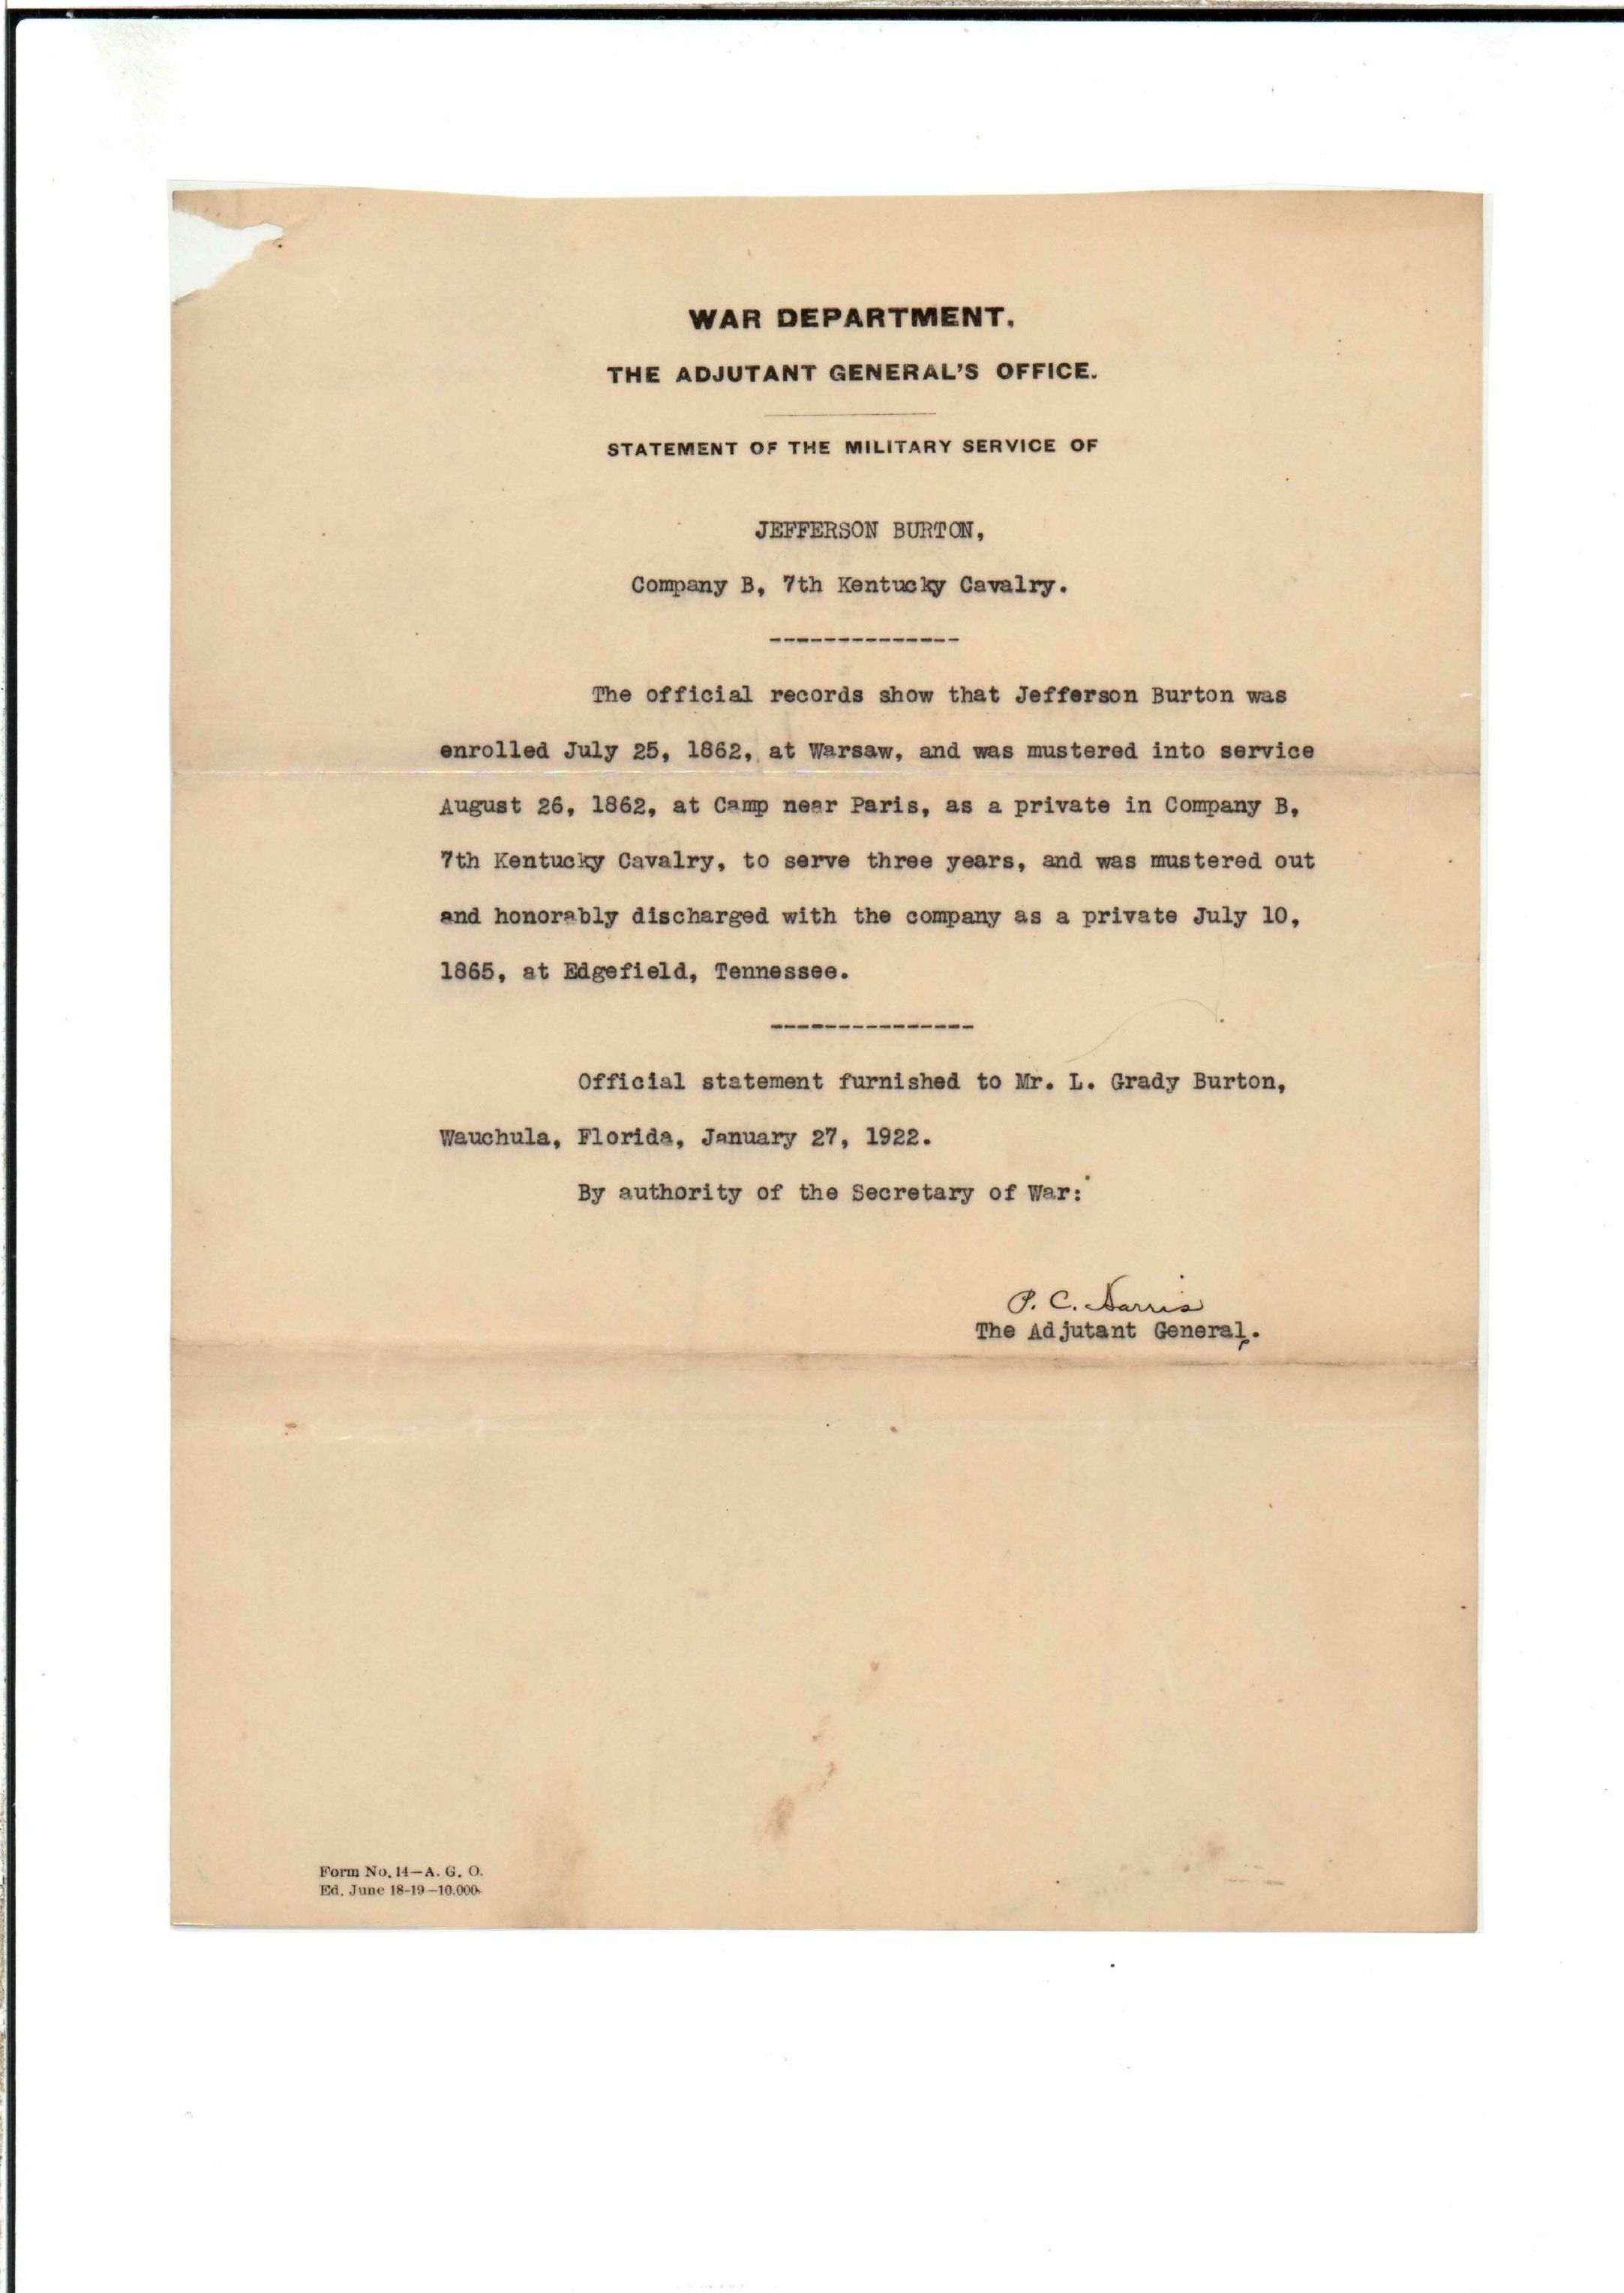 WAR DEPARTMENT.
THE ADJUTANT GENERAL'S OFFICE.
STATEMENT OF THE MILITARY SERVICE OF
JEFFERSON BURTON,
Company B, 7th Kentucky Cavalry.
--------------
The official records show that Jefferson Burton was
enrolled July 25, 1862, at Warsaw, and was mustered into service
August 26, 1862, at Camp near Paris, as a private in Company B,
7th Kentucky Cavalry, to serve three years, and was mustered out
and honorably discharged with the company as a private July 10,
1865, at Edgefield, Tennessee.
---------------
Official statement furnished to Mr. L. Grady Burton,
Wauchula, Florida, January 27, 1922.
By authority of the Secretary of War:
P. C. Harris
The Adjutant General.
Form No. 14—A. G. O.
Ed. June 18-19—10,000